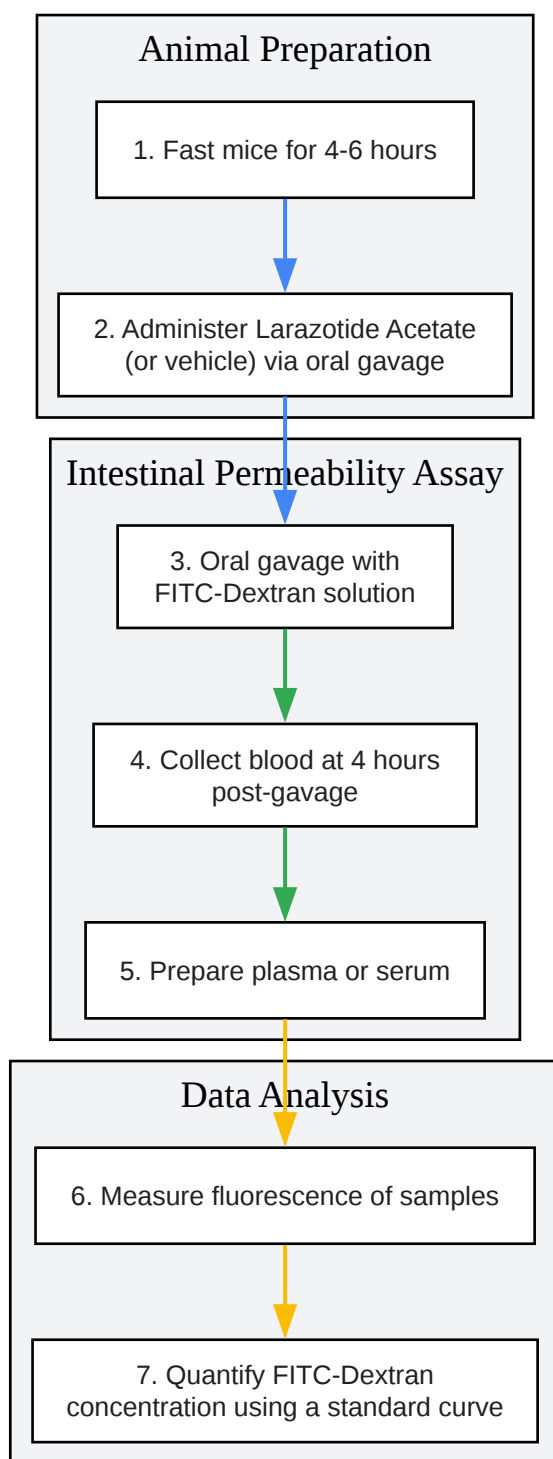 Animal Preparation
1. Fast mice for 4-6 hours
2. Administer Larazotide Acetate
(or vehicle) via oral gavage
Intestinal Permeability Assay
3. Oral gavage with
FITC-Dextran solution
4. Collect blood at 4 hours
post-gavage
5. Prepare plasma or serum
Data Analysis
6. Measure fluorescence of samples
7. Quantify FITC-Dextran
concentration using a standard curve